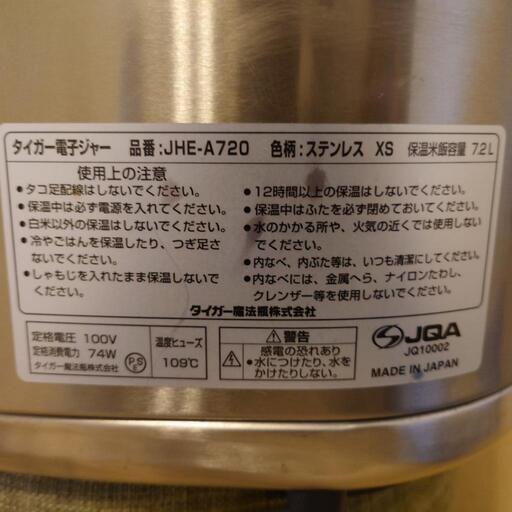 タイガー電子ジャー 品番:JHE-A720 色柄:ステンレス XS 保温米飯容量 7.2L
使用上の注意
●タコ足配線はしないでください。
●保温中は必ず電源を入れてください。
●白米以外の保温はしないでください。
●冷やごはんを保温したり、つぎ足さ
ないでください。
●しゃもじを入れたまま保温しないで
ください。
●12時間以上の保温はしないでください。
●保温中はふたを必ず閉めておいてください。
●水のかかる所や、火気の近くでは使用し
ないでください。
●内なべ、内ぶた等は、いつも清潔にしてください。
●内なべには、金属へら、ナイロンたわし、
クレンザー等を使用しないでください。
タイガー魔法瓶株式会社
定格電圧 100V
定格消費電力 74W
タイガー魔法瓶株式会社
PSE
温度ヒューズ
109℃
⚠警告
感電の恐れあり
●水につけたり、水を
かけたりしない。
JQA
JQ10002
MADE IN JAPAN